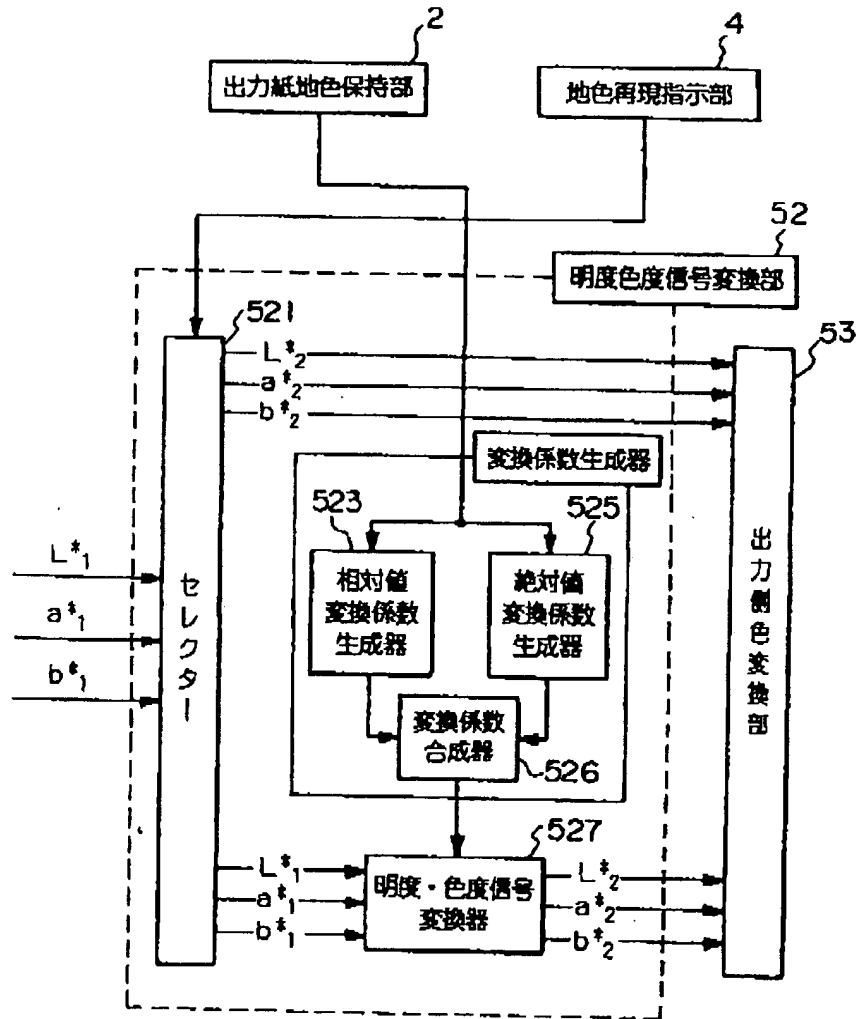 2
4
出力紙地色保持部
地色再現指示部
52
明度色度信号変換部
521
53
L*2
a*2
b*2
変換係数生成器
523
525
L*1
a*1
b*1
セレクター
相対値
変換係数
生成器
絶対値
変換係数
生成器
出力側色変換部
変換係数
合成器
526
527
L*1
a*1
b*1
明度・色度信号
変換器
L*2
a*2
b*2